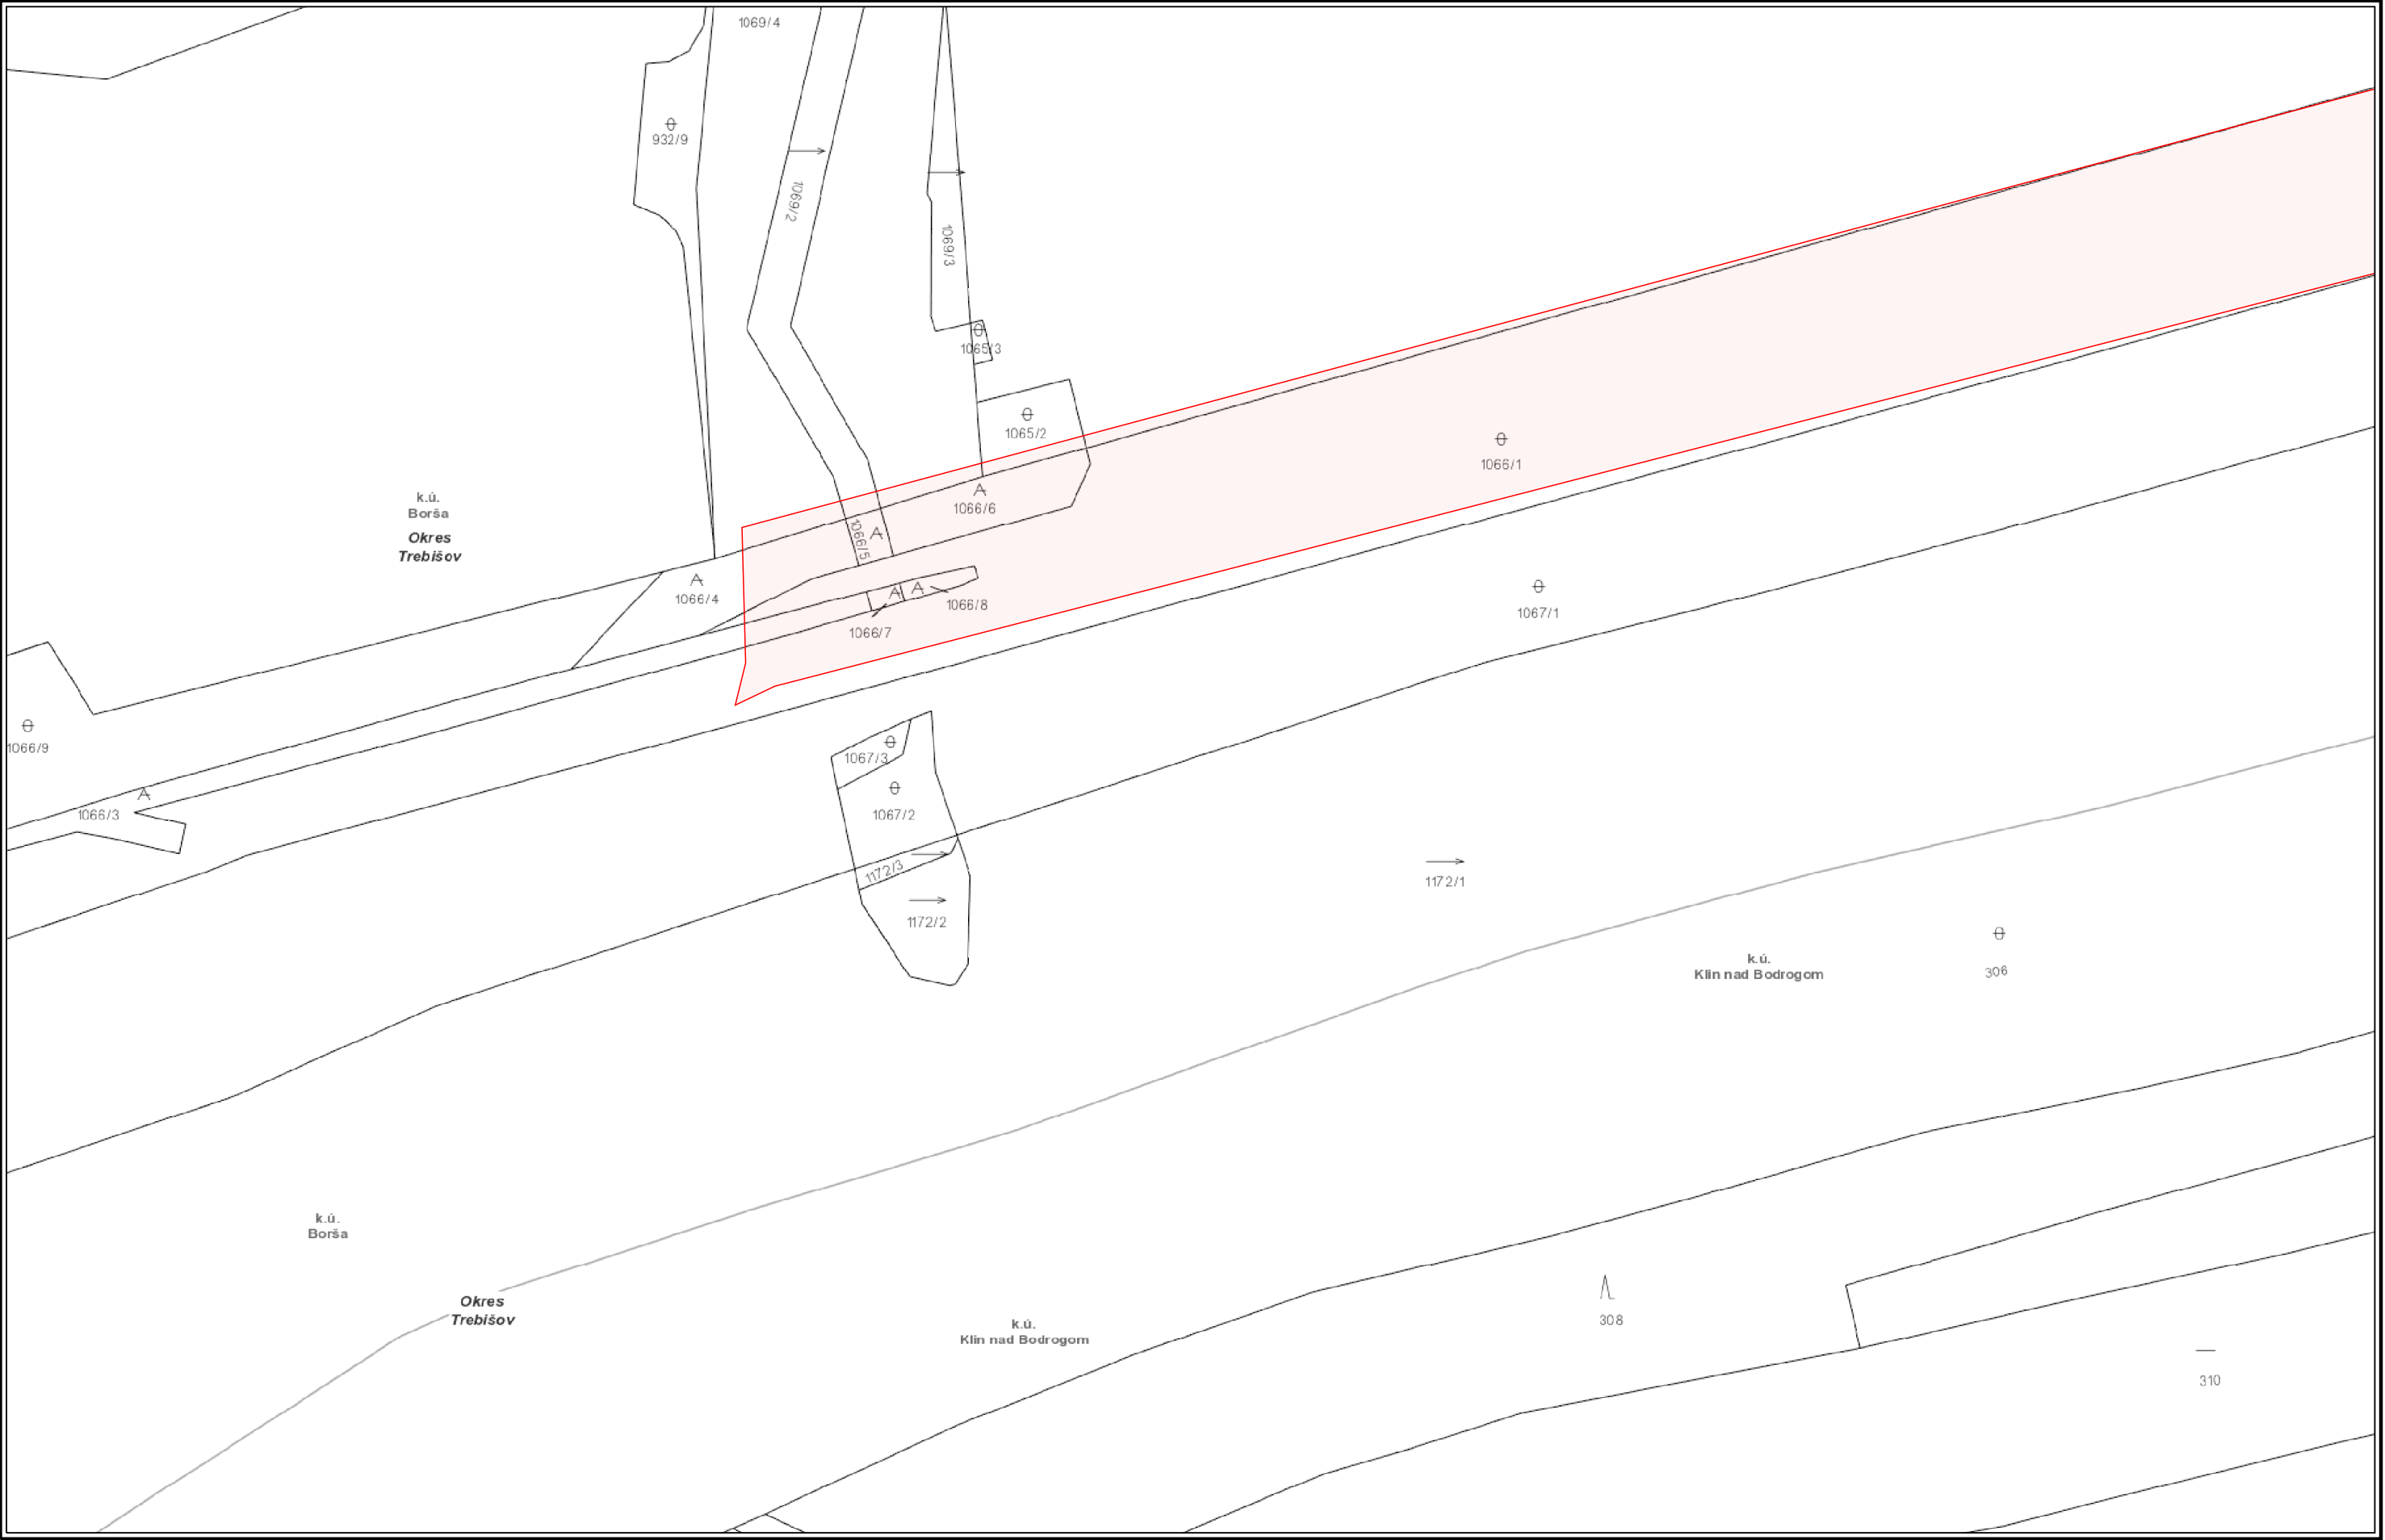 1069/4
932/9
1069/2
1069/3
1065/3
1065/2
1066/1
k.ú.
Borša
Okres
Trebišov
1066/6
1066/5
1066/4
1066/8
1066/7
1067/1
1066/9
1067/3
1066/3
1067/2
1172/3
1172/1
1172/2
k.ú.
Klin nad Bodrogom
306
k.ú.
Borša
Okres
Trebišov
k.ú.
Klin nad Bodrogom
308
310